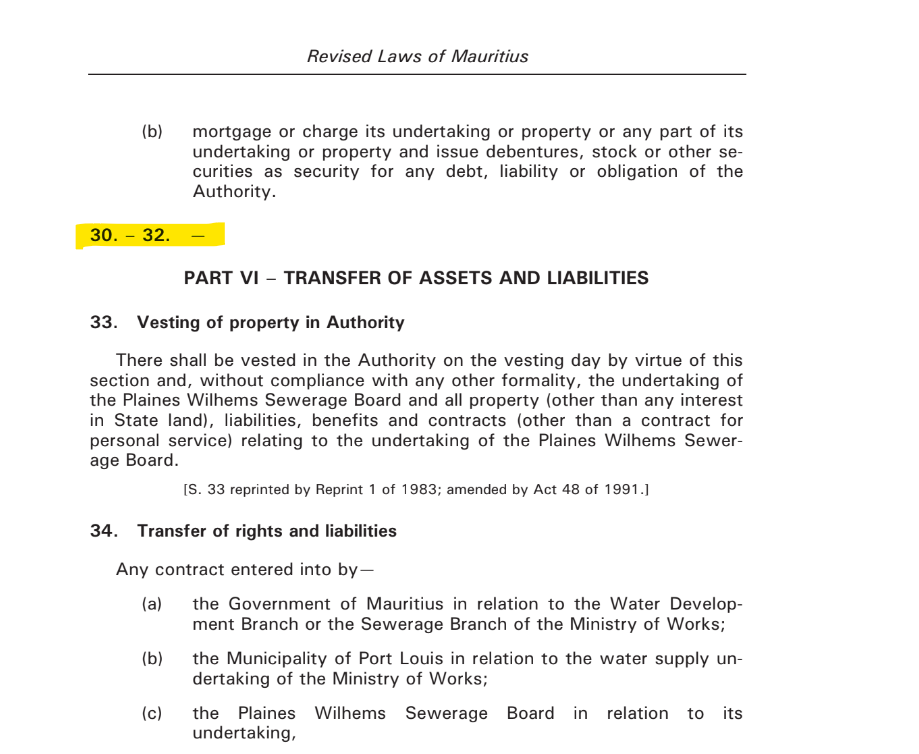 Revised Laws of Mauritius
(b) mortgage or charge its undertaking or property or any part of its
undertaking or property and issue debentures, stock or other se-
curities as security for any debt, liability or obligation of the
Authority.
30. – 32. —
PART VI – TRANSFER OF ASSETS AND LIABILITIES
33. Vesting of property in Authority
There shall be vested in the Authority on the vesting day by virtue of this
section and, without compliance with any other formality, the undertaking of
the Plaines Wilhems Sewerage Board and all property (other than any interest
in State land), liabilities, benefits and contracts (other than a contract for
personal service) relating to the undertaking of the Plaines Wilhems Sewer-
age Board.
[S. 33 reprinted by Reprint 1 of 1983; amended by Act 48 of 1991.]
34. Transfer of rights and liabilities
Any contract entered into by—
(a) the Government of Mauritius in relation to the Water Develop-
ment Branch or the Sewerage Branch of the Ministry of Works;
(b) the Municipality of Port Louis in relation to the water supply un-
dertaking of the Ministry of Works;
(c) the Plaines Wilhems Sewerage Board in relation to its
undertaking,